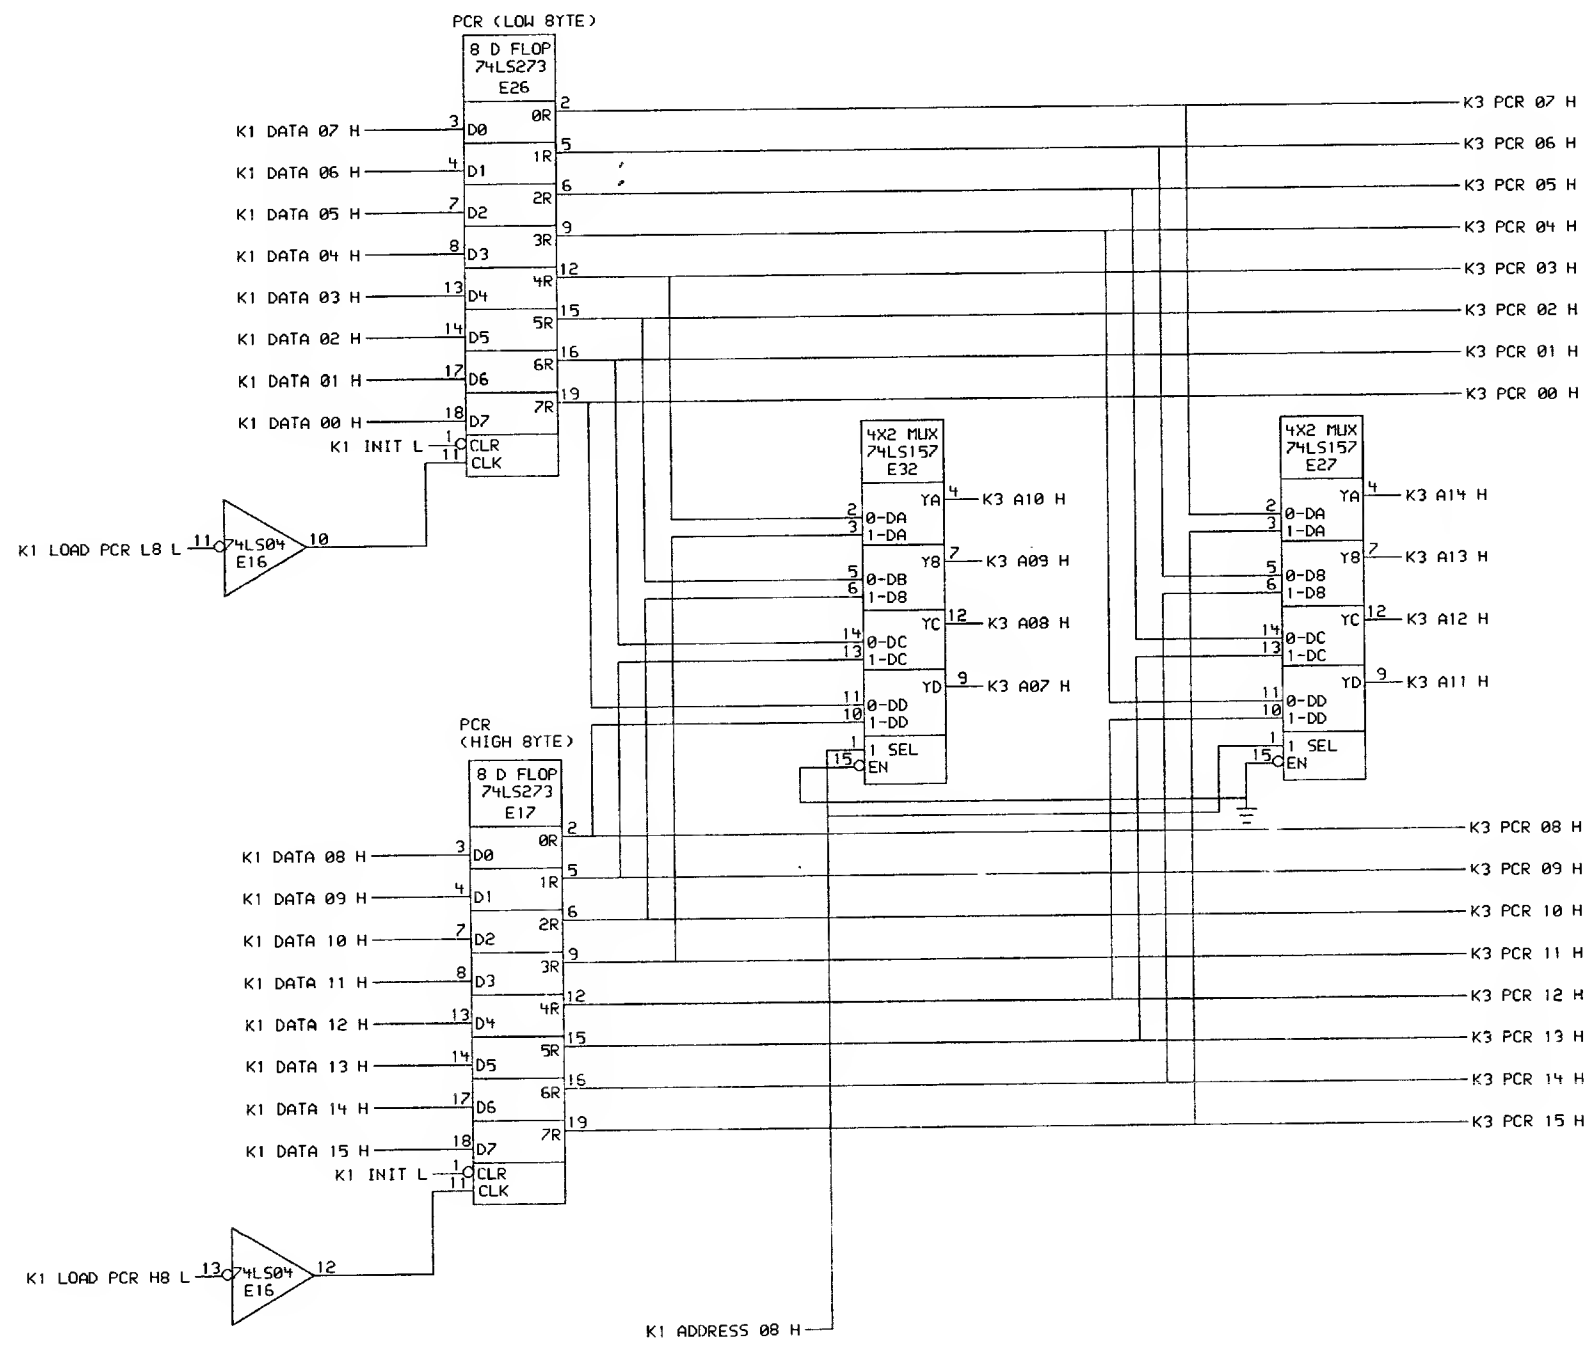 PCR (LOW BYTE)
8 D FLOP
74LS273
E26
0R 2
K1 DATA 07 H 3 D0
1R 5
K1 DATA 06 H 4 D1
2R 6
K1 DATA 05 H 7 D2
3R 9
K1 DATA 04 H 8 D3
4R 12
K1 DATA 03 H 13 D4
5R 15
K1 DATA 02 H 14 D5
6R 16
K1 DATA 01 H 17 D6
7R 19
K1 DATA 00 H 18 D7
K1 INIT L 1 CLR
11 CLK
K1 LOAD PCR LB L 11 74LS04 10
E16
K3 PCR 07 H
K3 PCR 06 H
K3 PCR 05 H
K3 PCR 04 H
K3 PCR 03 H
K3 PCR 02 H
K3 PCR 01 H
K3 PCR 00 H
4X2 MUX
74LS157
E32
YA 4 K3 A10 H
2 0-DA
3 1-DA
YB 7 K3 A09 H
5 0-DB
6 1-DB
YC 12 K3 A08 H
14 0-DC
13 1-DC
YD 9 K3 A07 H
11 0-DD
10 1-DD
1 1 SEL
15 EN
4X2 MUX
74LS157
E27
YA 4 K3 A14 H
2 0-DA
3 1-DA
YB 7 K3 A13 H
5 0-DB
6 1-DB
YC 12 K3 A12 H
14 0-DC
13 1-DC
YD 9 K3 A11 H
11 0-DD
10 1-DD
1 1 SEL
15 EN
PCR
(HIGH BYTE)
8 D FLOP
74LS273
E17
0R 2
K1 DATA 08 H 3 D0
1R 5
K1 DATA 09 H 4 D1
2R 6
K1 DATA 10 H 7 D2
3R 9
K1 DATA 11 H 8 D3
4R 12
K1 DATA 12 H 13 D4
5R 15
K1 DATA 13 H 14 D5
6R 16
K1 DATA 14 H 17 D6
7R 19
K1 DATA 15 H 18 D7
K1 INIT L 1 CLR
11 CLK
K1 LOAD PCR HB L 13 74LS04 12
E16
K3 PCR 08 H
K3 PCR 09 H
K3 PCR 10 H
K3 PCR 11 H
K3 PCR 12 H
K3 PCR 13 H
K3 PCR 14 H
K3 PCR 15 H
K1 ADDRESS 08 H